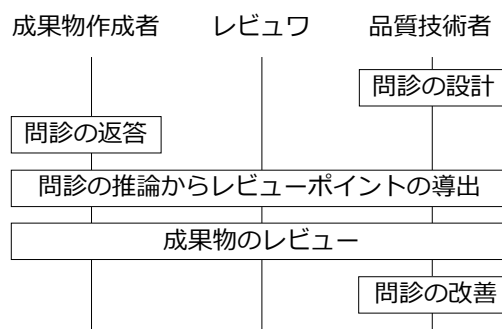 成果物作成者 レビュワ 品質技術者
問診の設計
問診の返答
問診の推論からレビューポイントの導出
成果物のレビュー
問診の改善